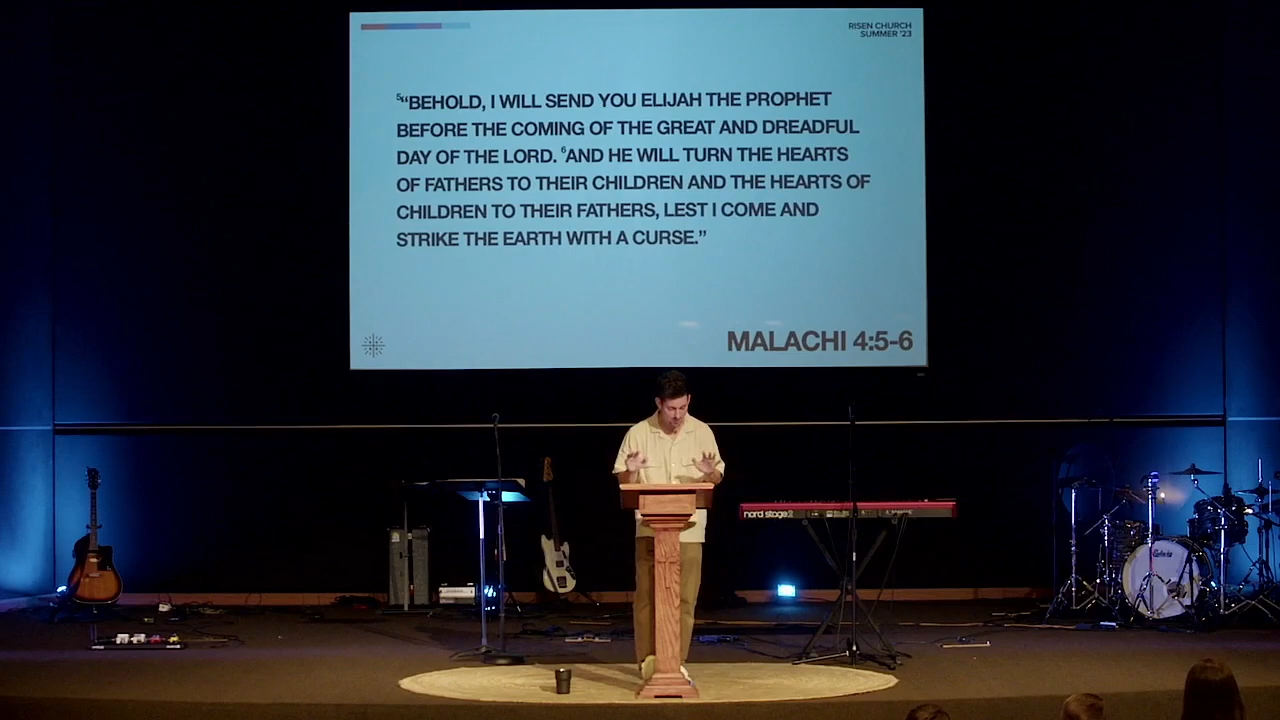 RISEN CHURCH
SUMMER '23
⁵“BEHOLD, I WILL SEND YOU ELIJAH THE PROPHET
BEFORE THE COMING OF THE GREAT AND DREADFUL
DAY OF THE LORD. ⁶AND HE WILL TURN THE HEARTS
OF FATHERS TO THEIR CHILDREN AND THE HEARTS OF
CHILDREN TO THEIR FATHERS, LEST I COME AND
STRIKE THE EARTH WITH A CURSE.”
MALACHI 4:5-6
nord stage 2